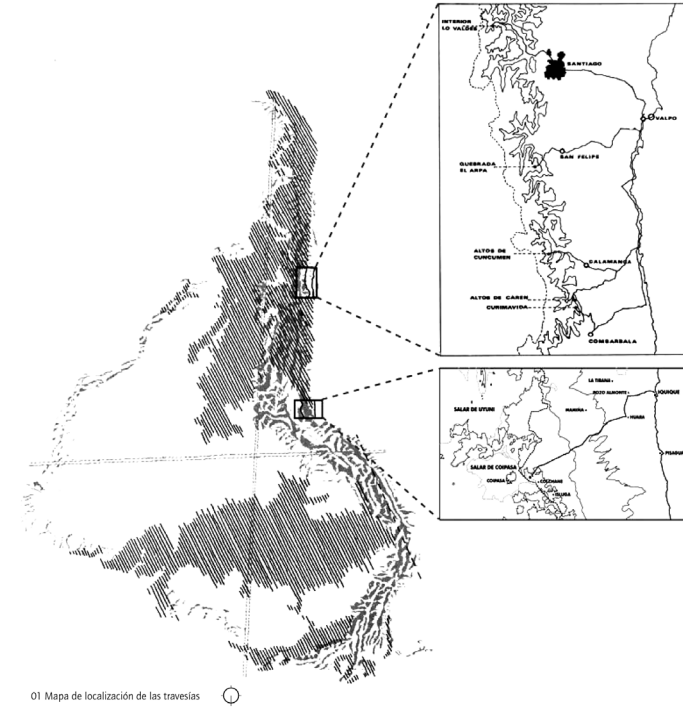 INTERIOR
LO VALDES
SANTIAGO
VALPO
SAN FELIPE
QUEBRADA
EL ARPA
ALTOS DE
CUNCUMEN
SALAMANCA
ALTOS DE CAREN
CURIMAVIDA
COMBARBALA
LA TIRANA
POZO ALMONTE
IQUIQUE
SALAR DE UYUNI
MAMIÑA
HUARA
PISAGUA
SALAR DE COIPASA
COIPASA
COLCHANE
ISLUGA
01 Mapa de localización de las travesías